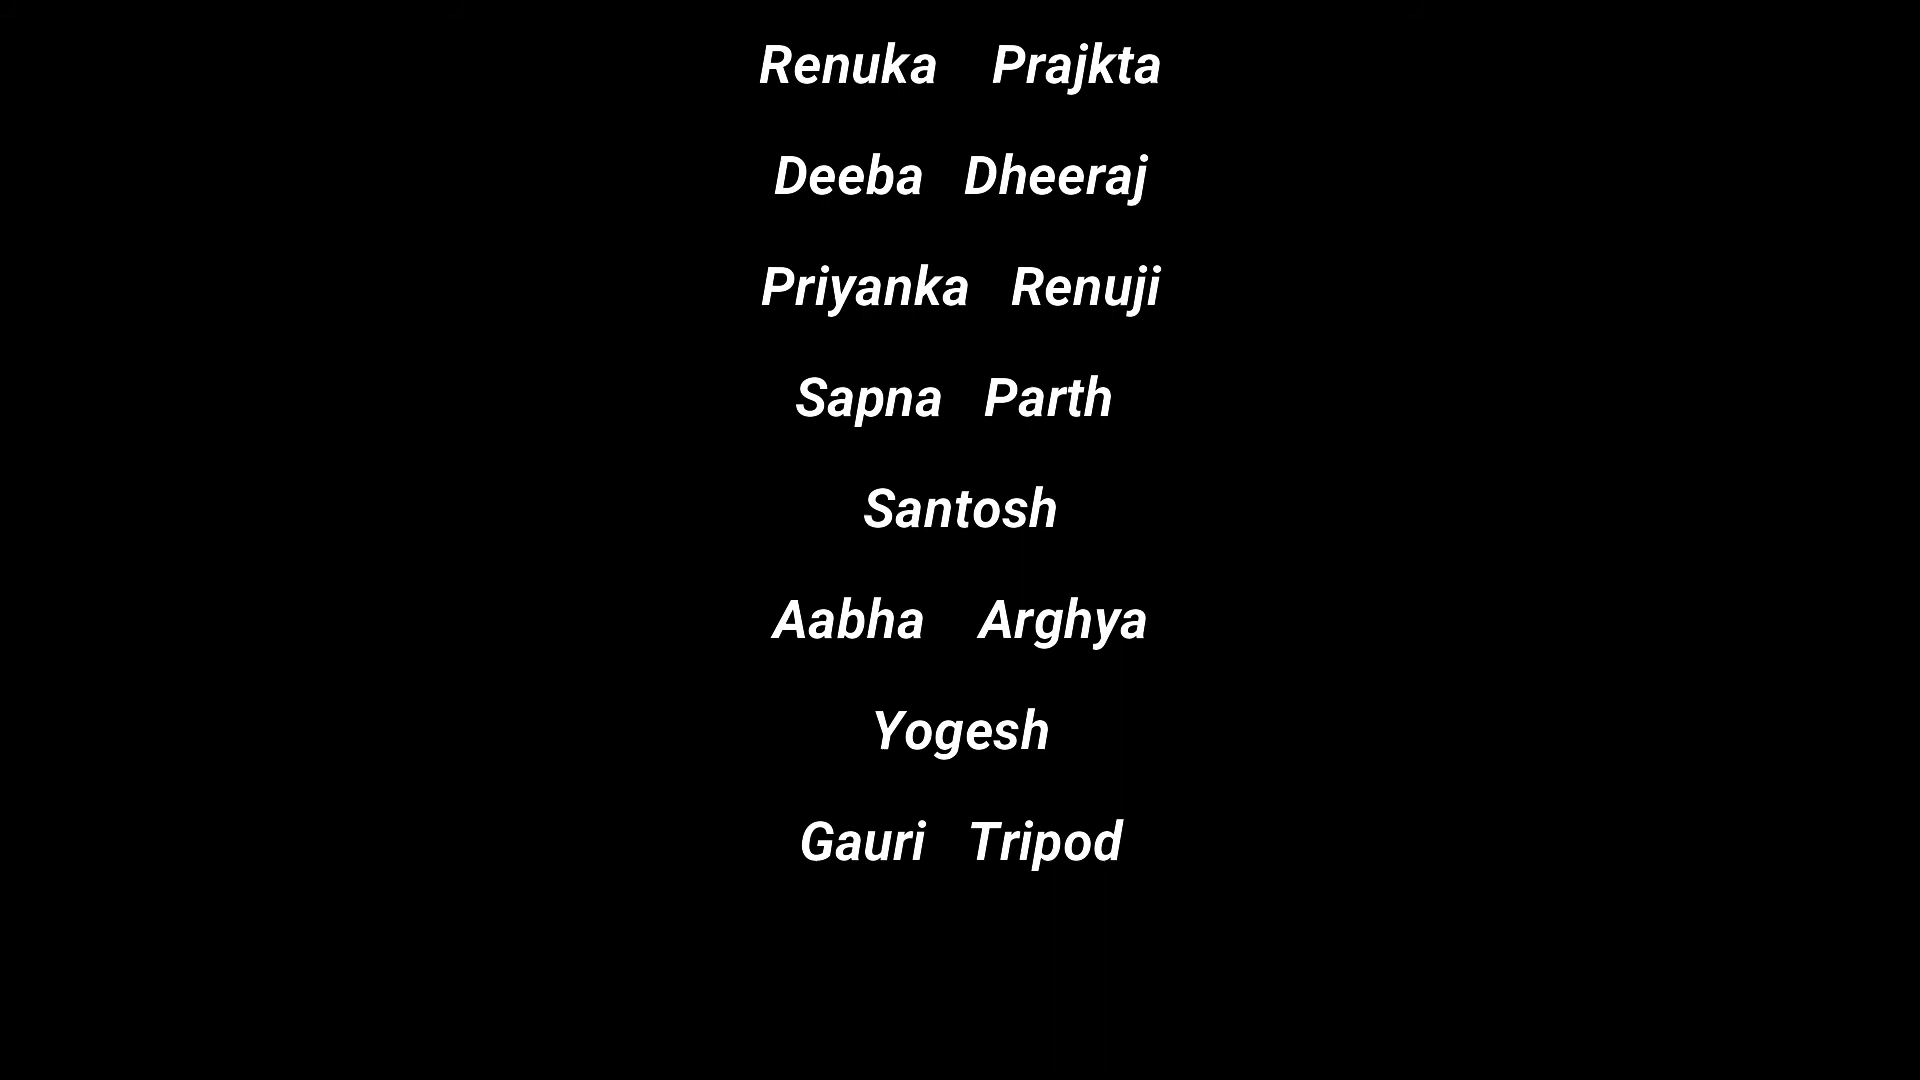 Renuka Prajkta
Deeba Dheeraj
Priyanka Renuji
Sapna Parth
Santosh
Aabha Arghya
Yogesh
Gauri Tripod